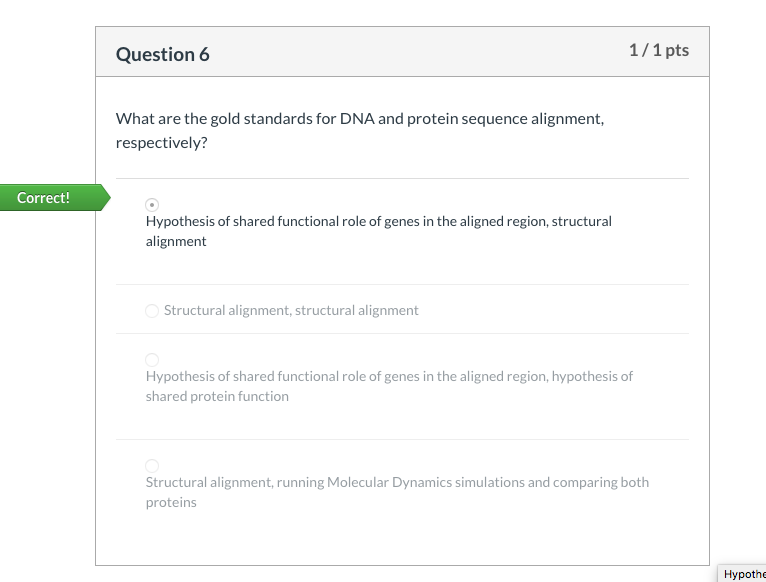 Question 6
1 / 1 pts
What are the gold standards for DNA and protein sequence alignment,
respectively?
Correct!
Hypothesis of shared functional role of genes in the aligned region, structural
alignment
Structural alignment, structural alignment
Hypothesis of shared functional role of genes in the aligned region, hypothesis of
shared protein function
Structural alignment, running Molecular Dynamics simulations and comparing both
proteins
Hypothe